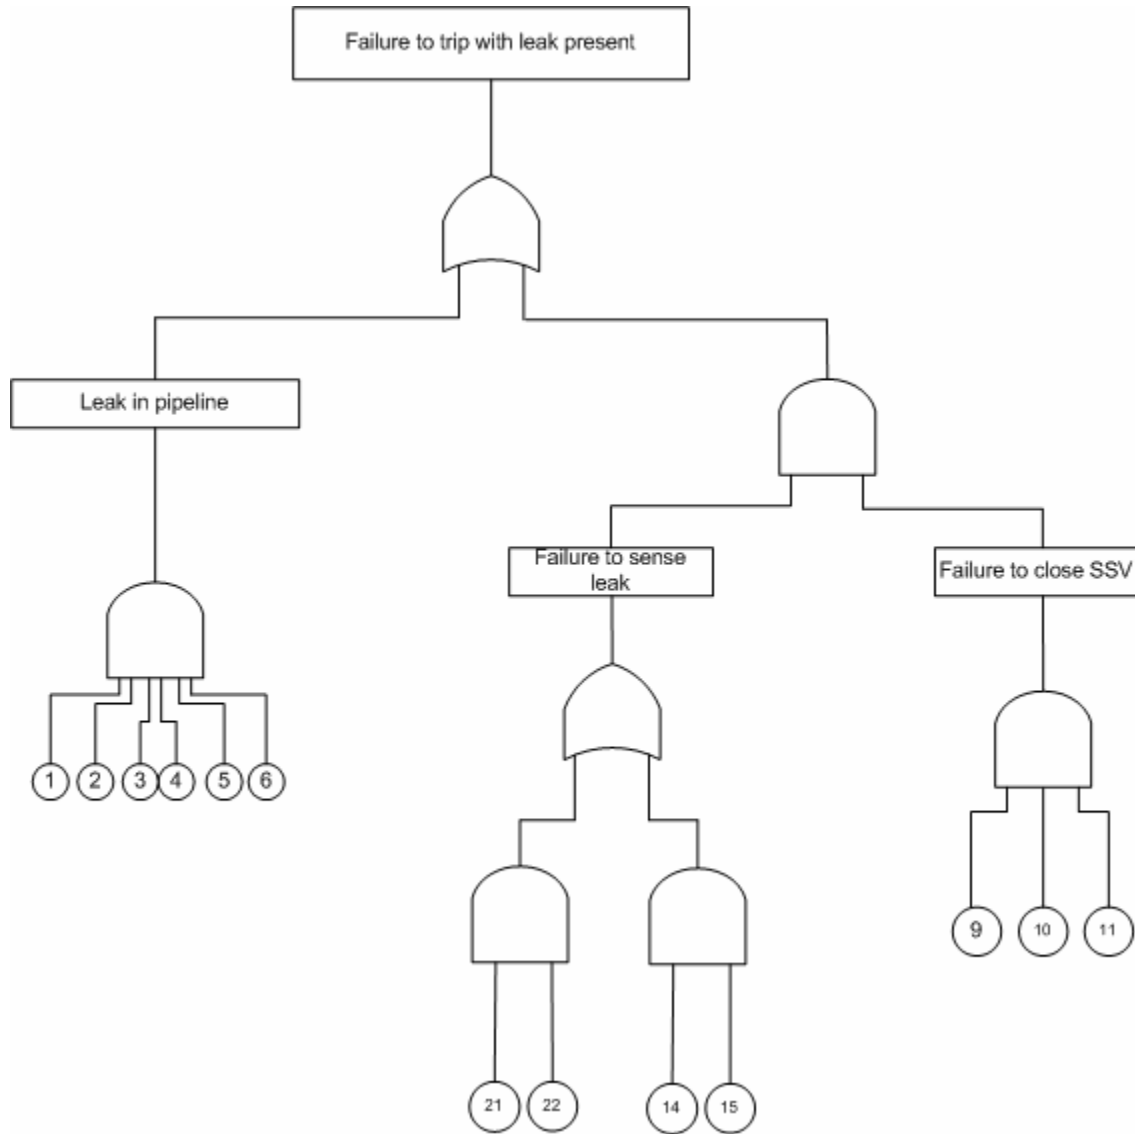 Failure to trip with leak present
Leak in pipeline
Failure to sense
leak
Failure to close SSV
1 2 3 4 5 6
9 10 11
21 22 14 15